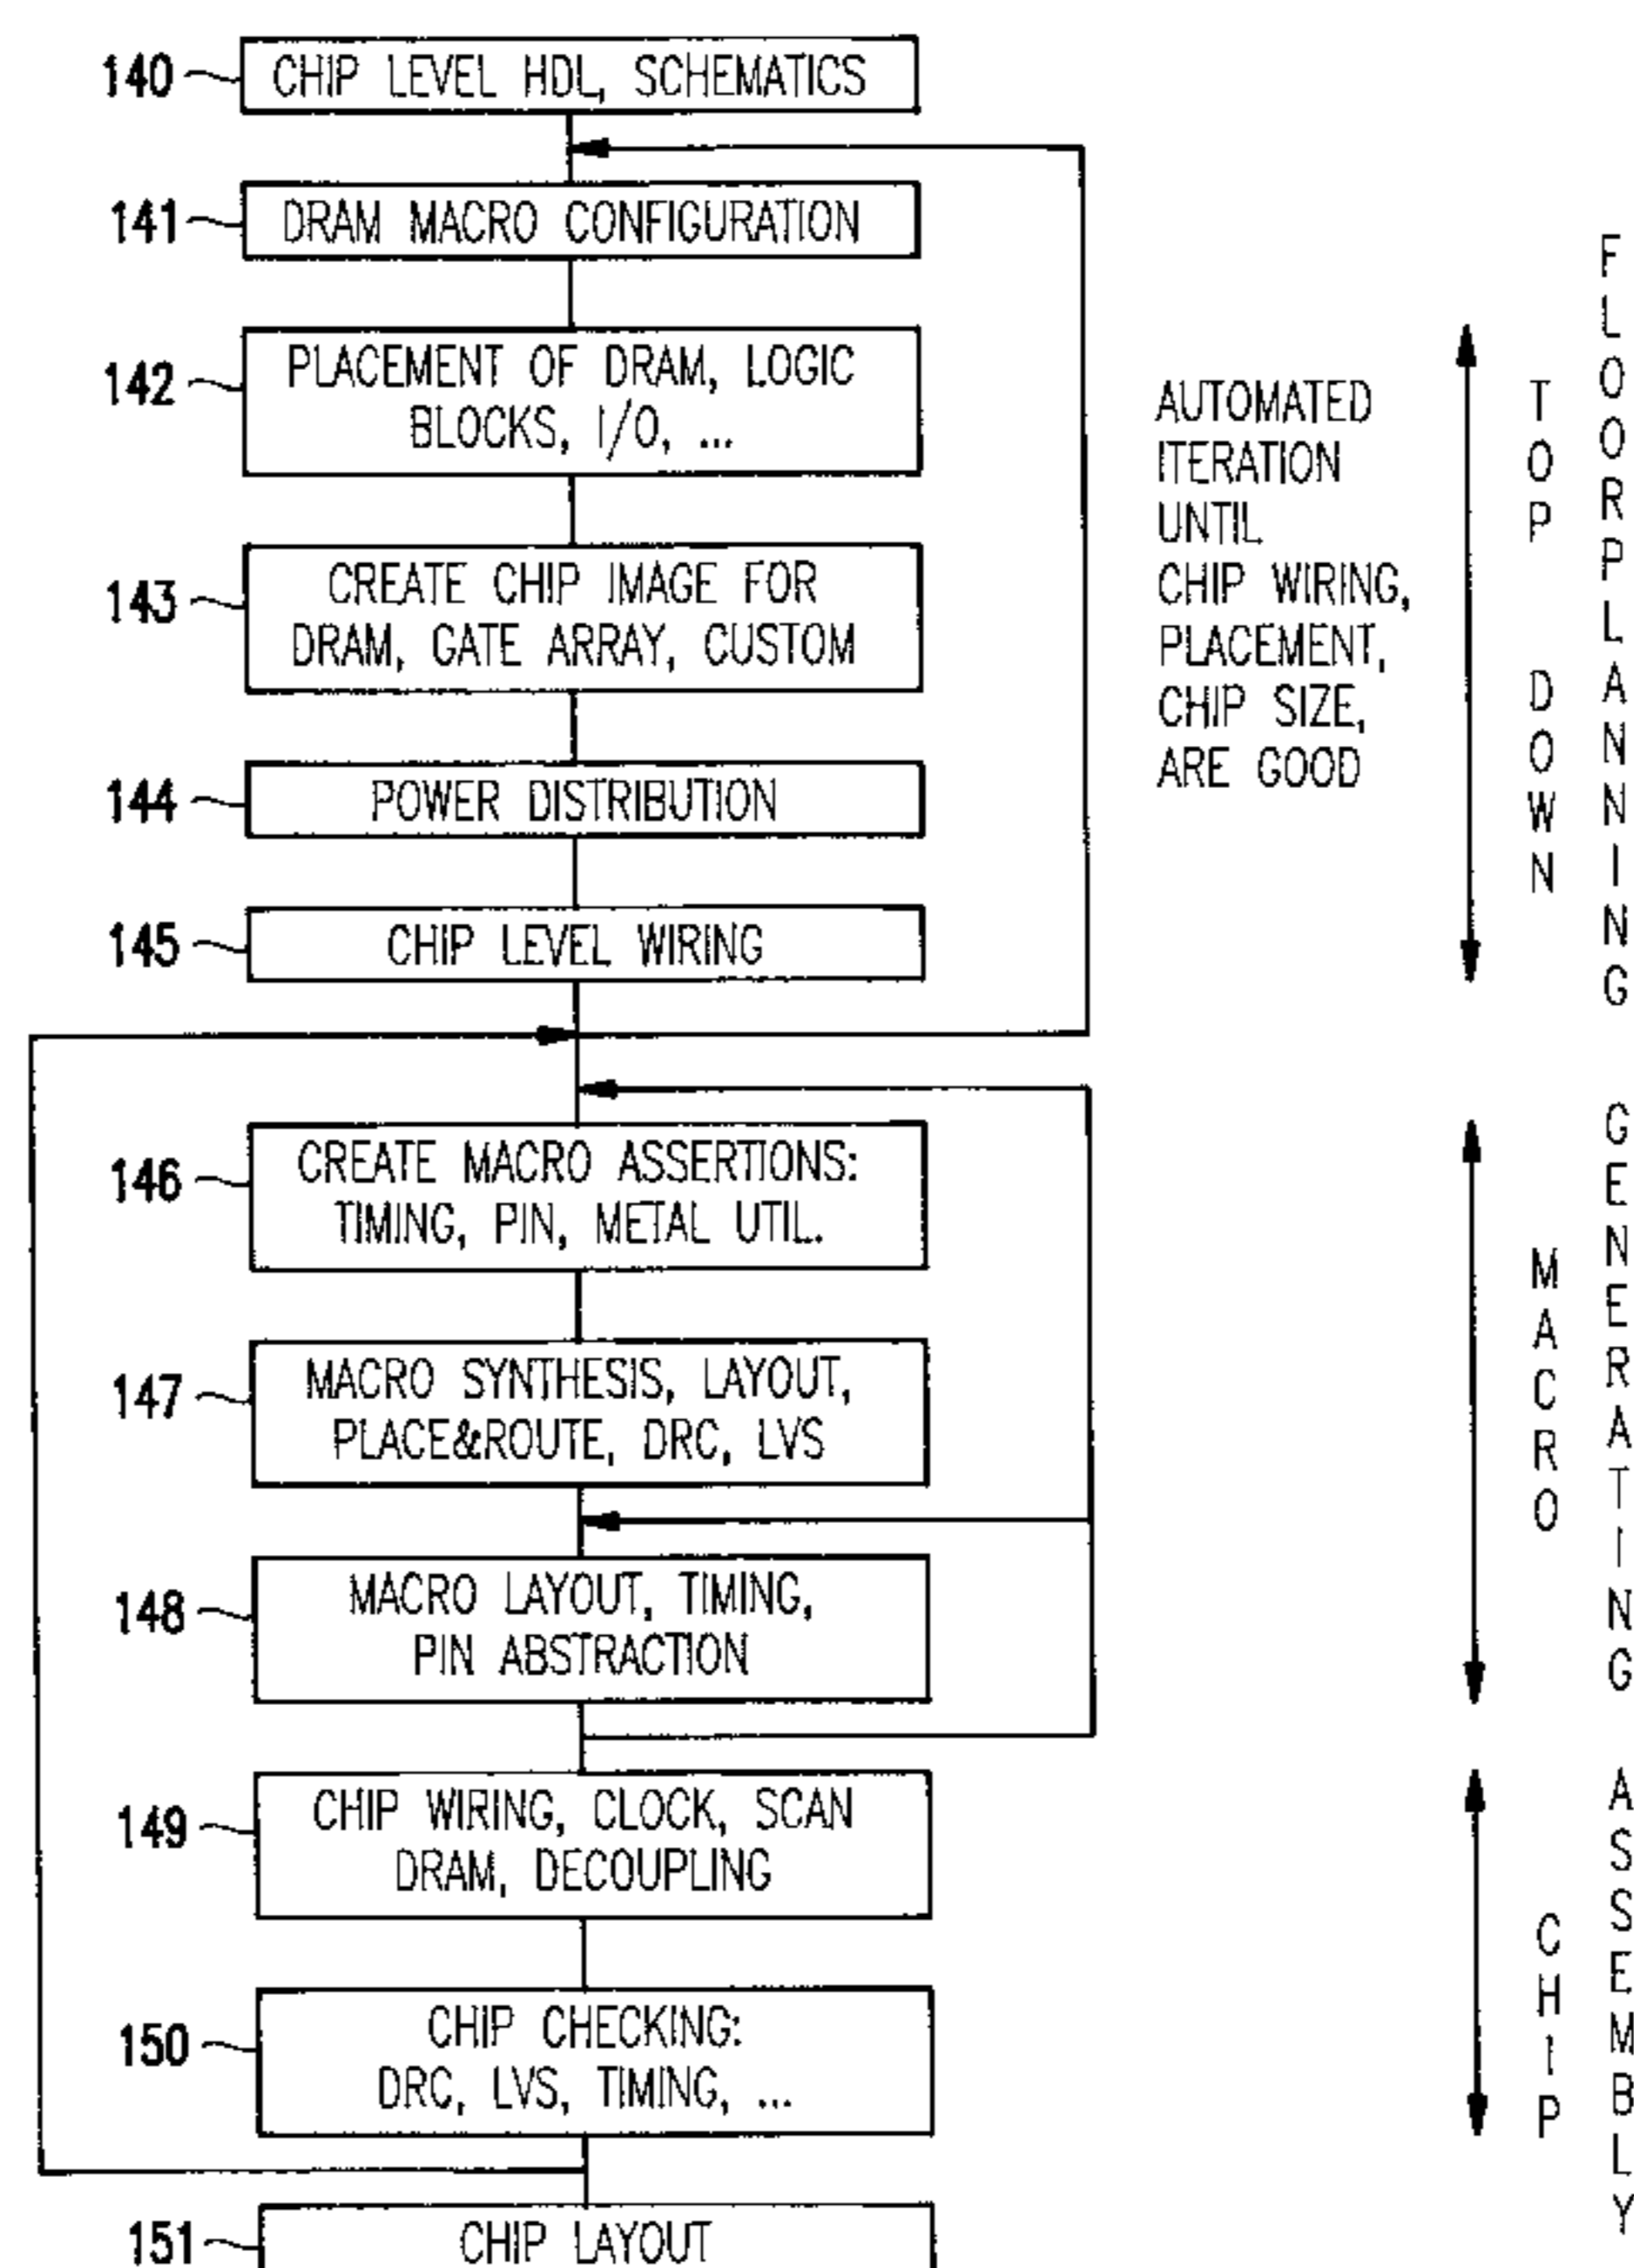 140 CHIP LEVEL HDL, SCHEMATICS
141 DRAM MACRO CONFIGURATION
142 PLACEMENT OF DRAM, LOGIC
BLOCKS, I/O, ...
143 CREATE CHIP IMAGE FOR
DRAM, GATE ARRAY, CUSTOM
144 POWER DISTRIBUTION
145 CHIP LEVEL WIRING
AUTOMATED
ITERATION
UNTIL
CHIP WIRING,
PLACEMENT,
CHIP SIZE,
ARE GOOD
TOP DOWN
FLOORPLANNING
146 CREATE MACRO ASSERTIONS:
TIMING, PIN, METAL UTIL.
147 MACRO SYNTHESIS, LAYOUT,
PLACE&ROUTE, DRC, LVS
148 MACRO LAYOUT, TIMING,
PIN ABSTRACTION
MACRO
GENERATING
149 CHIP WIRING, CLOCK, SCAN
DRAM, DECOUPLING
150 CHIP CHECKING:
DRC, LVS, TIMING, ...
CHIP
ASSEMBLY
151 CHIP LAYOUT